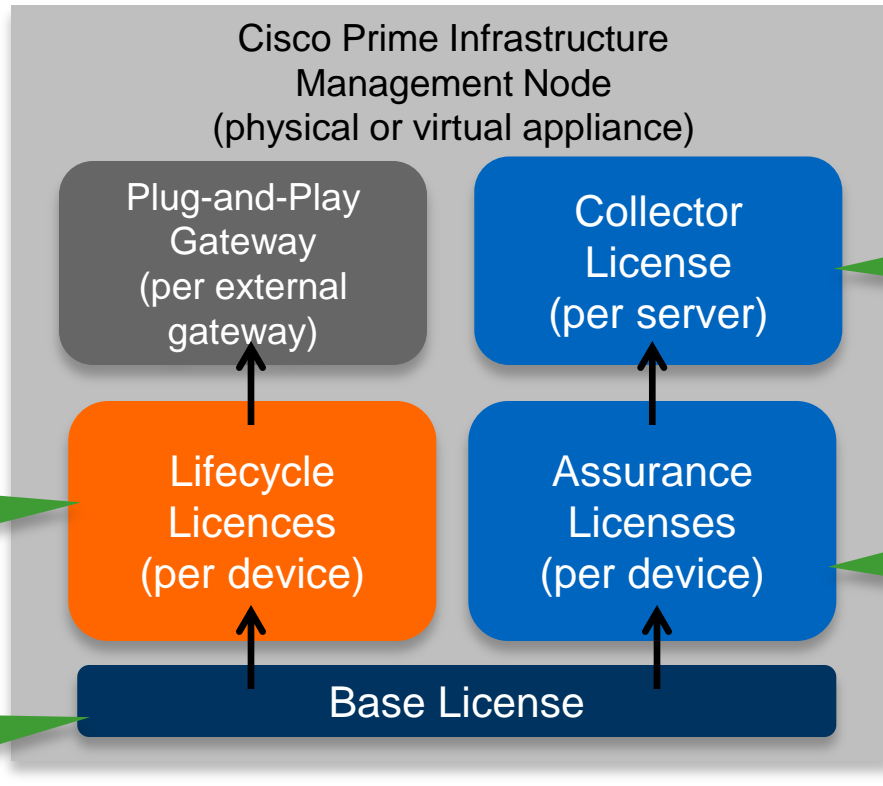 Cisco Prime Infrastructure
Management Node
(physical or virtual appliance)
Plug-and-Play
Gateway
(per external
gateway)
Collector
License
(per server)
Lifecycle
Licences
(per device)
Assurance
Licenses
(per device)
Base License